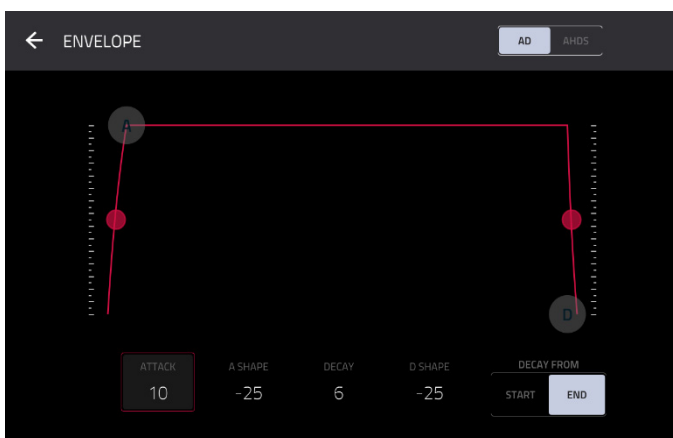 ENVELOPE
AD AHDS
A
D
ATTACK A SHAPE DECAY D SHAPE DECAY FROM
10 -25 6 -25 START END